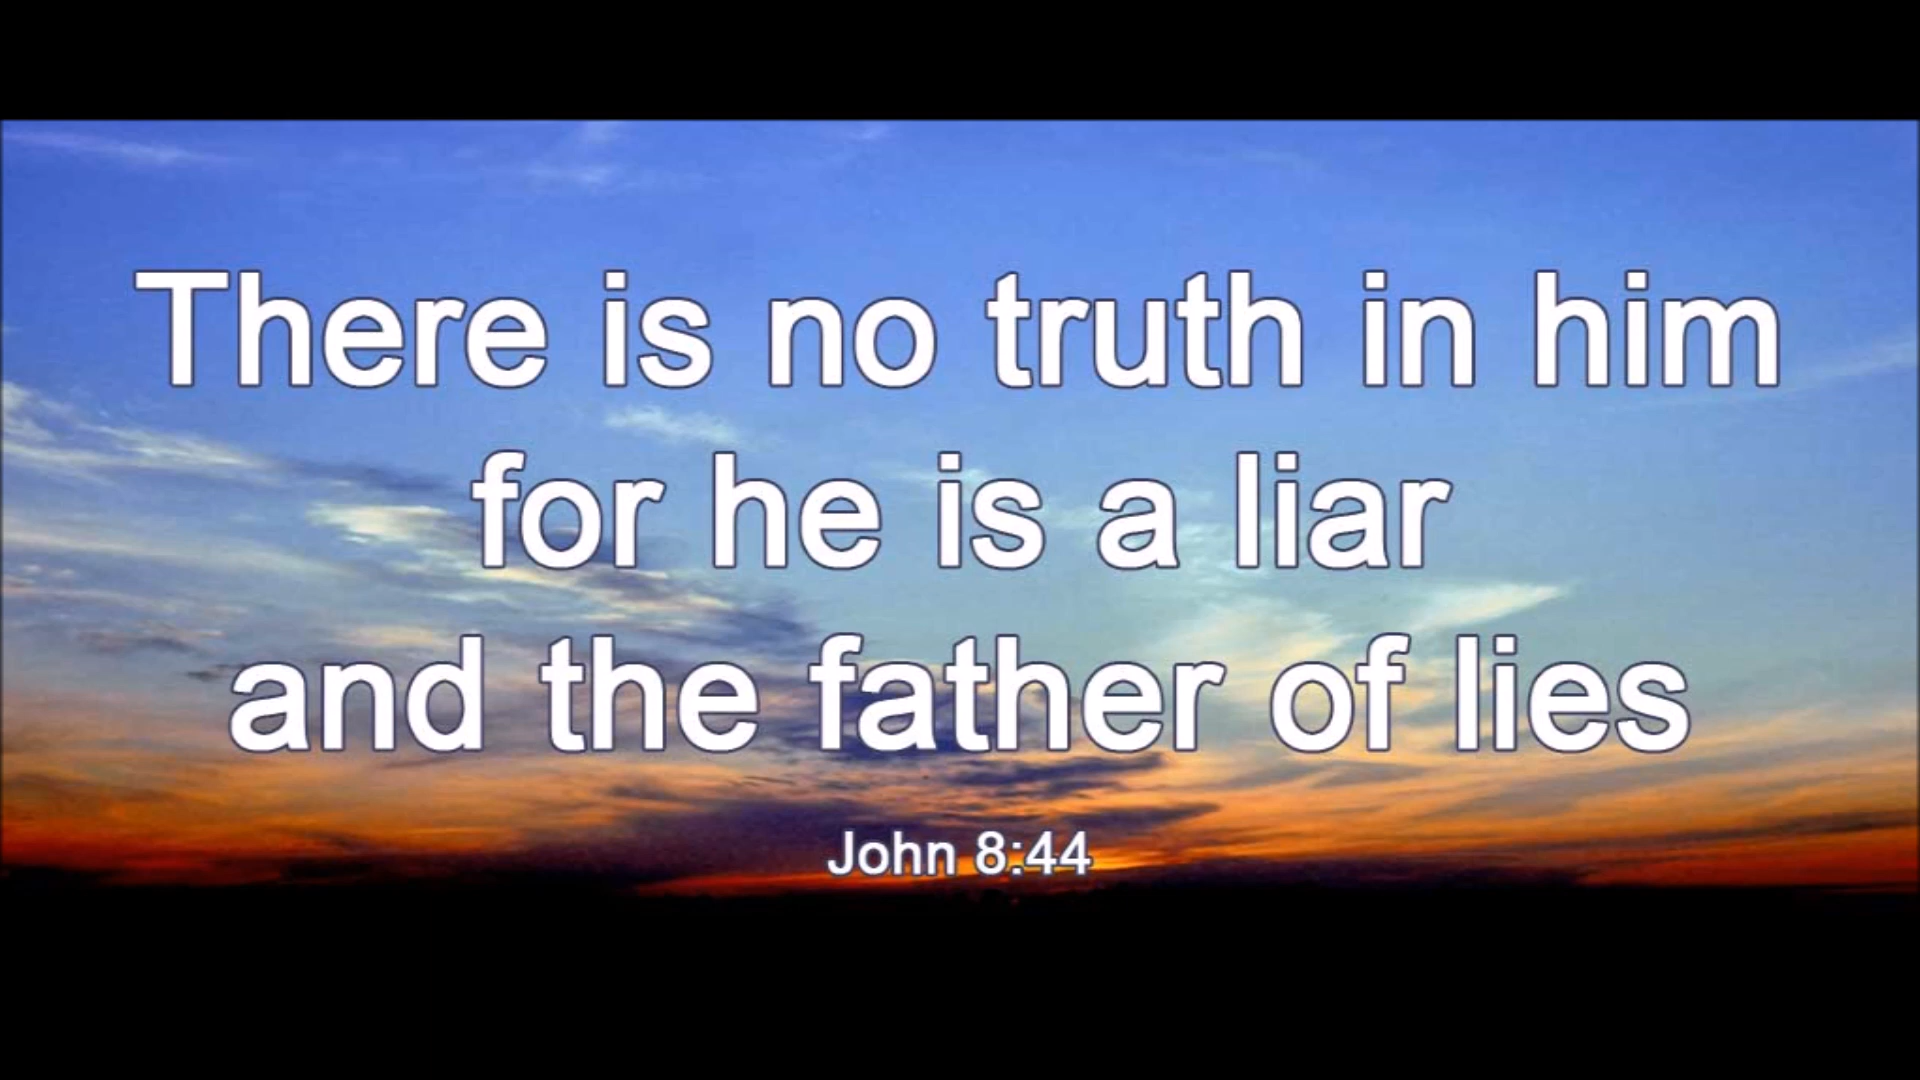 There is no truth in him
for he is a liar
and the father of lies
John 8:44